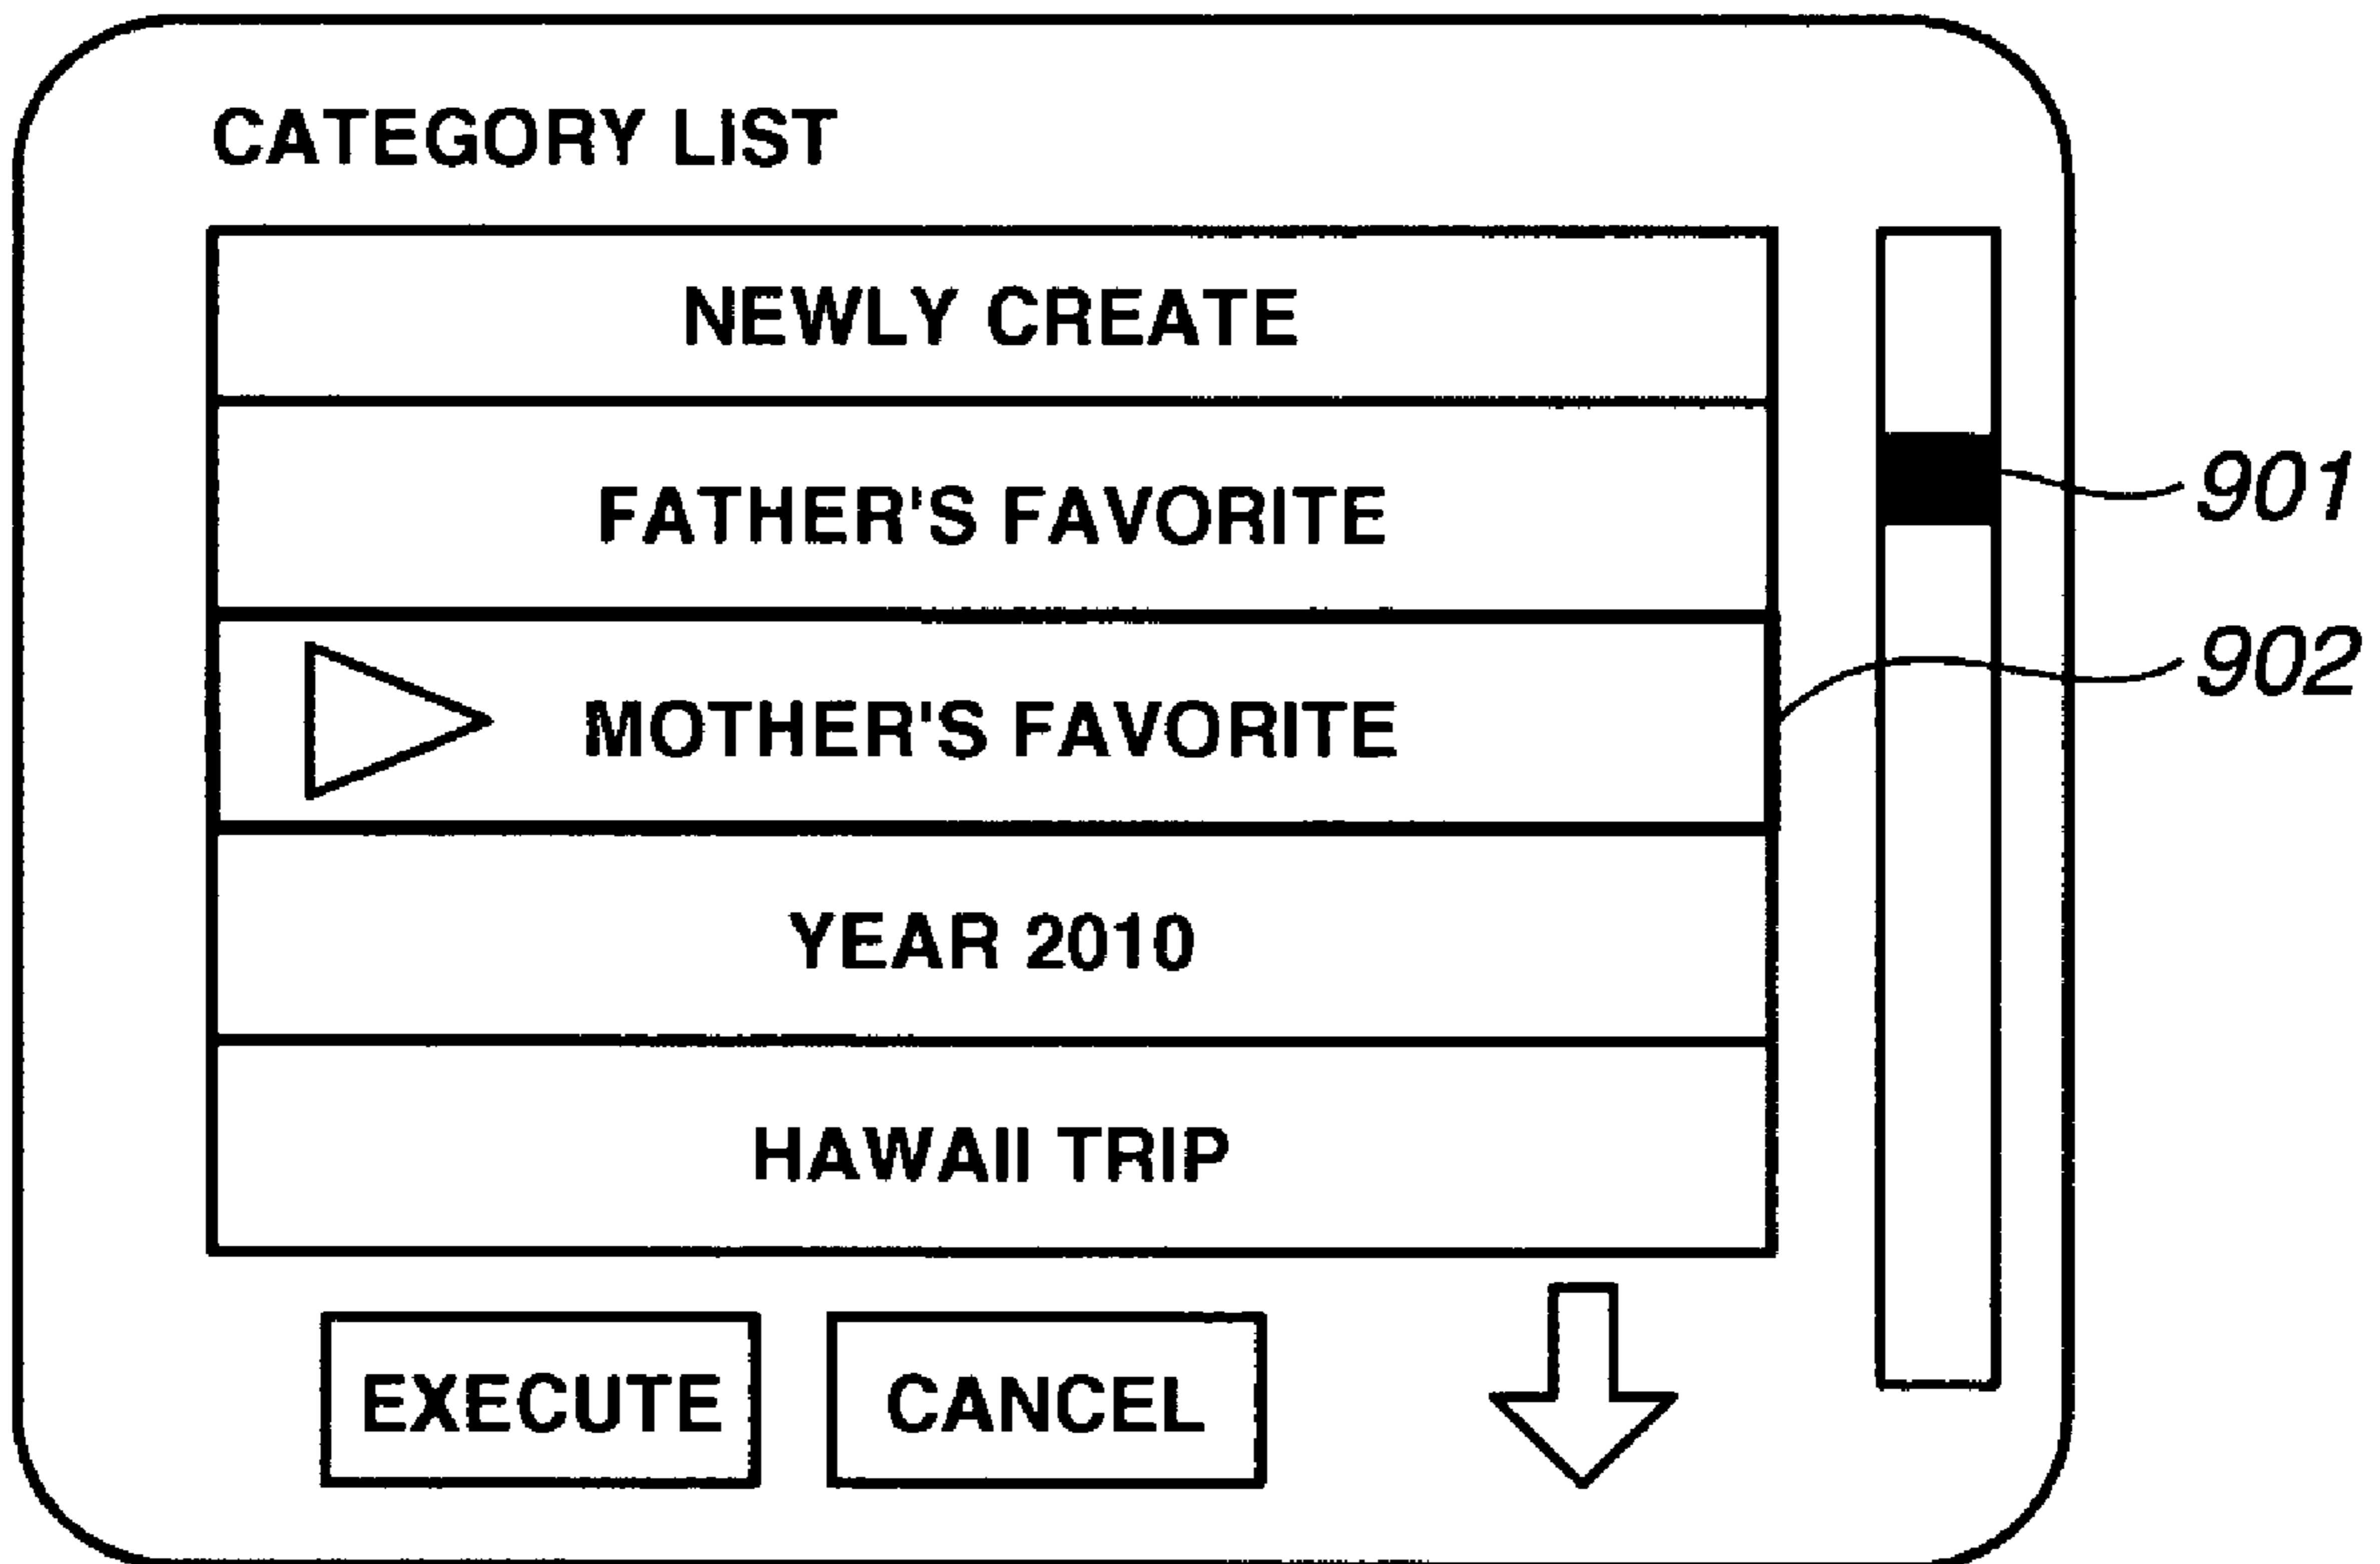 CATEGORY LIST
NEWLY CREATE
FATHER'S FAVORITE
901
MOTHER'S FAVORITE
902
YEAR 2010
HAWAII TRIP
EXECUTE
CANCEL